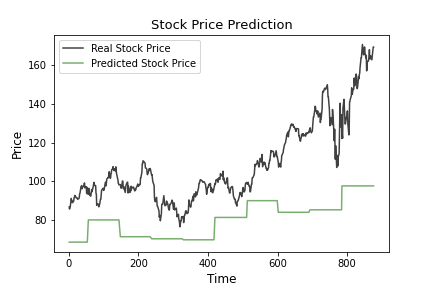 Stock Price Prediction
Real Stock Price
Predicted Stock Price
160
140
120
100
80
Price
0 200 400 600 800
Time